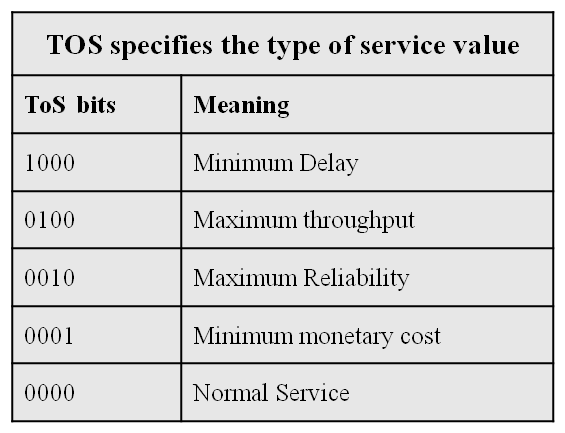 TOS specifies the type of service value
ToS bits Meaning
1000 Minimum Delay
0100 Maximum throughput
0010 Maximum Reliability
0001 Minimum monetary cost
0000 Normal Service